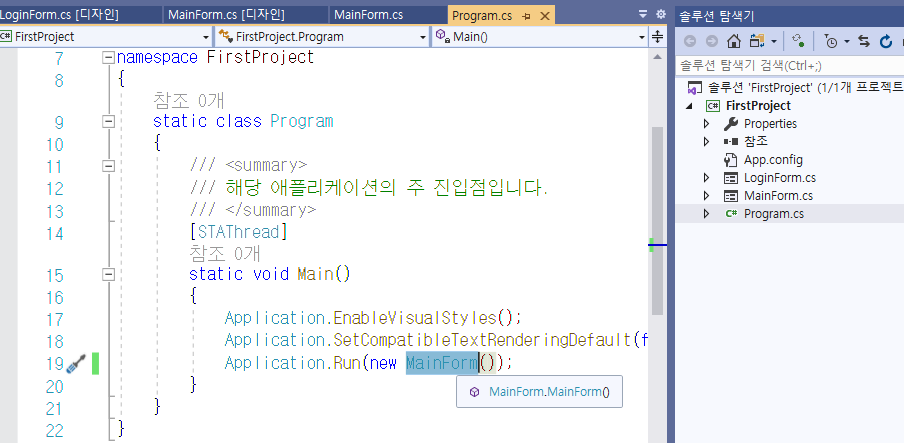 LoginForm.cs [디자인]
MainForm.cs [디자인]
MainForm.cs
Program.cs
C# FirstProject
FirstProject.Program
Main()
7 namespace FirstProject
8 {
참조 0개
9 static class Program
10 {
11 /// <summary>
12 /// 해당 애플리케이션의 주 진입점입니다.
13 /// </summary>
14 [STAThread]
참조 0개
15 static void Main()
16 {
17 Application.EnableVisualStyles();
18 Application.SetCompatibleTextRenderingDefault(f
19 Application.Run(new MainForm());
20 }
21 }
22 }
MainForm.MainForm()
솔루션 탐색기
솔루션 탐색기 검색(Ctrl+;)
솔루션 'FirstProject' (1/1개 프로젝트
C# FirstProject
Properties
참조
App.config
LoginForm.cs
MainForm.cs
C# Program.cs